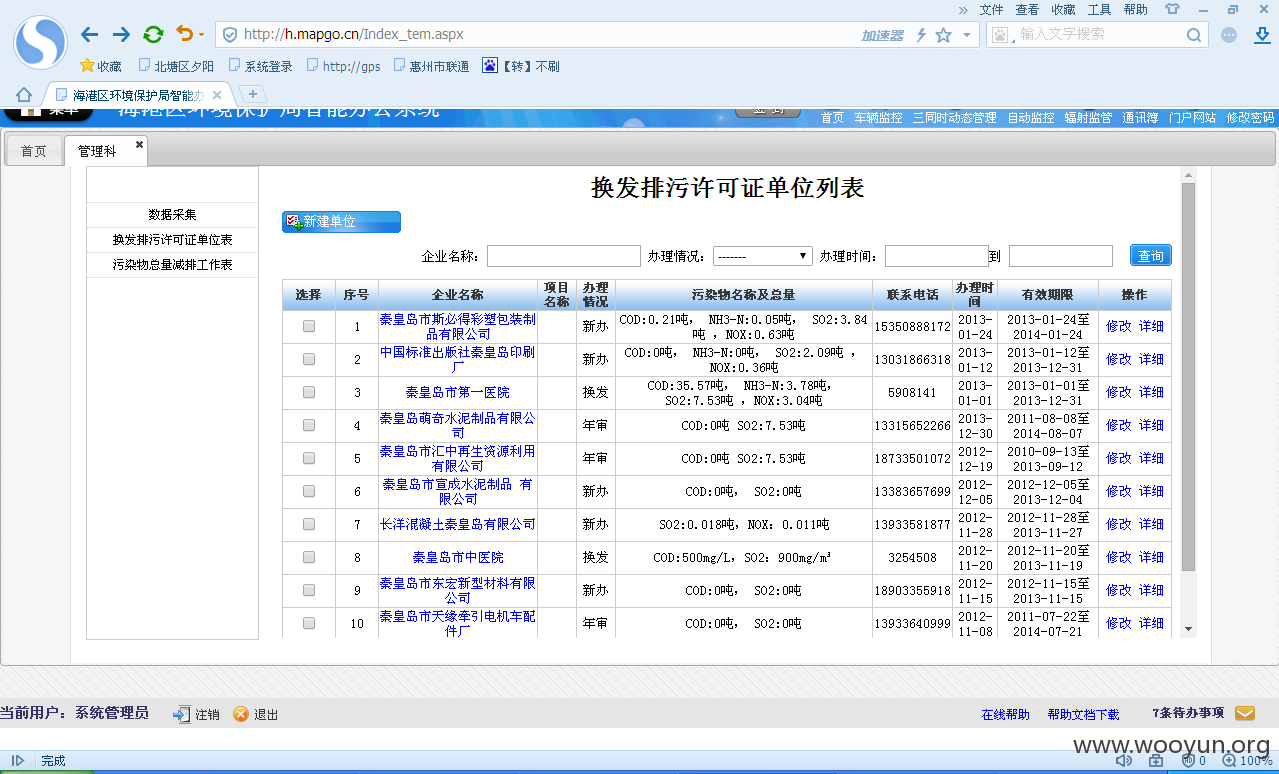 » 文件 查看 收藏 工具 帮助
http://h.mapgo.cn/Index_tem.aspx 加速器 输入文字搜索
收藏 北塘区夕阳 系统登录 http://gps 惠州市联通 【转】不刷
海港区环境保护局智能办
菜单 海港区环境保护局智能办公系统 签到
首页 车辆监控 三同时动态管理 自动监控 辐射监管 通讯簿 门户网站 修改密码
首页 管理科
数据采集
换发排污许可证单位表
污染物总量减排工作表
换发排污许可证单位列表
新建单位
企业名称: 办理情况: ------- 办理时间: 到 查询
选择 序号 企业名称 项目名称 办理情况 污染物名称及总量 联系电话 办理时间 有效期限 操作
1 秦皇岛市斯必得彩塑包装制品有限公司 新办 COD:0.21吨, NH3-N:0.05吨, SO2:3.84吨 ,NOX:0.63吨 15350888172 2013-01-24 2013-01-24至2014-01-24 修改 详细
2 中国标准出版社秦皇岛印刷厂 新办 COD:0吨, NH3-N:0吨, SO2:2.09吨 ,NOX:0.36吨 13031866318 2013-01-12 2013-01-12至2013-12-31 修改 详细
3 秦皇岛市第一医院 换发 COD:35.57吨, NH3-N:3.78吨, SO2:7.53吨 ,NOX:3.04吨 5908141 2013-01-01 2013-01-01至2013-12-31 修改 详细
4 秦皇岛萌奇水泥制品有限公司 年审 COD:0吨 SO2:7.53吨 13315652266 2013-12-30 2011-08-08至2014-08-07 修改 详细
5 秦皇岛市汇中再生资源利用有限公司 年审 COD:0吨 SO2:7.53吨 18733501072 2012-12-19 2010-09-13至2013-09-12 修改 详细
6 秦皇岛市宣成水泥制品 有限公司 新办 COD:0吨, SO2:0吨 13383657699 2012-12-05 2012-12-05至2013-12-04 修改 详细
7 长洋混凝土秦皇岛有限公司 新办 SO2:0.018吨,NOX: 0.011吨 13933581877 2012-11-28 2012-11-28至2013-11-27 修改 详细
8 秦皇岛市中医院 换发 COD:500mg/L,SO2: 900mg/m³ 3254508 2012-11-20 2012-11-20至2013-11-19 修改 详细
9 秦皇岛市东宏新型材料有限公司 新办 COD:0吨, SO2:0吨 18903355918 2012-11-15 2012-11-15至2013-11-15 修改 详细
10 秦皇岛市天缘牵引电机车配件厂 年审 COD:0吨, SO2:0吨 13933640999 2012-11-08 2011-07-22至2014-07-21 修改 详细
当前用户: 系统管理员 注销 退出 在线帮助 帮助文档下载 7条待办事项
www.wooyun.org
完成 0 100%